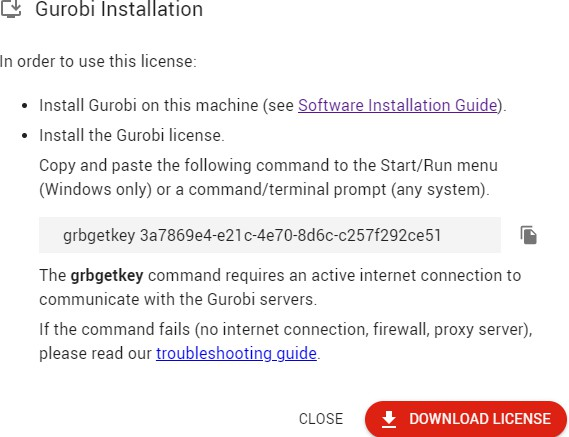 Gurobi Installation
In order to use this license:
• Install Gurobi on this machine (see Software Installation Guide).
• Install the Gurobi license.
Copy and paste the following command to the Start/Run menu
(Windows only) or a command/terminal prompt (any system).
grbgetkey 3a7869e4-e21c-4e70-8d6c-c257f292ce51
The grbgetkey command requires an active internet connection to
communicate with the Gurobi servers.
If the command fails (no internet connection, firewall, proxy server),
please read our troubleshooting guide.
CLOSE DOWNLOAD LICENSE